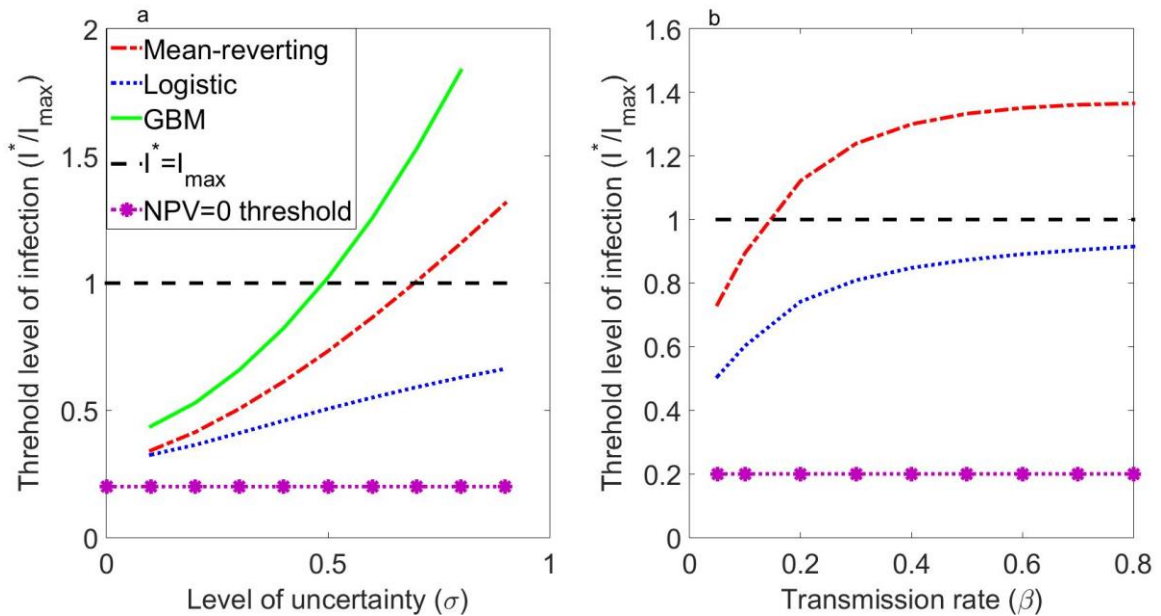 a
2
1.5
1
0.5
0
0
0.5
1
Threhold level of infection (I*/Imax)
Level of uncertainty (σ)
Mean-reverting
Logistic
GBM
I*=Imax
NPV=0 threshold
b
1.6
1.4
1.2
1
0.8
0.6
0.4
0.2
0
0
0.2
0.4
0.6
0.8
Threhold level of infection (I*/Imax)
Transmission rate (β)